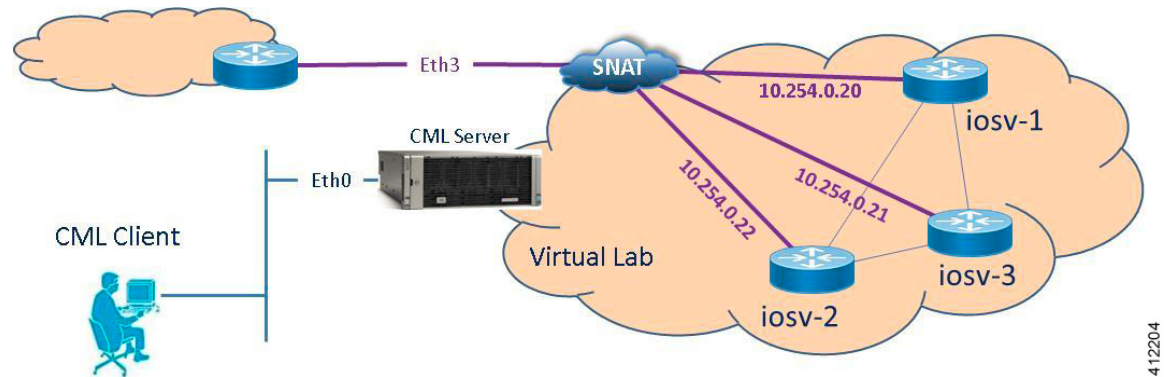 Eth3
SNAT
10.254.0.20
iosv-1
CML Server
Eth0
10.254.0.22
10.254.0.21
CML Client
Virtual Lab
iosv-3
iosv-2
412204